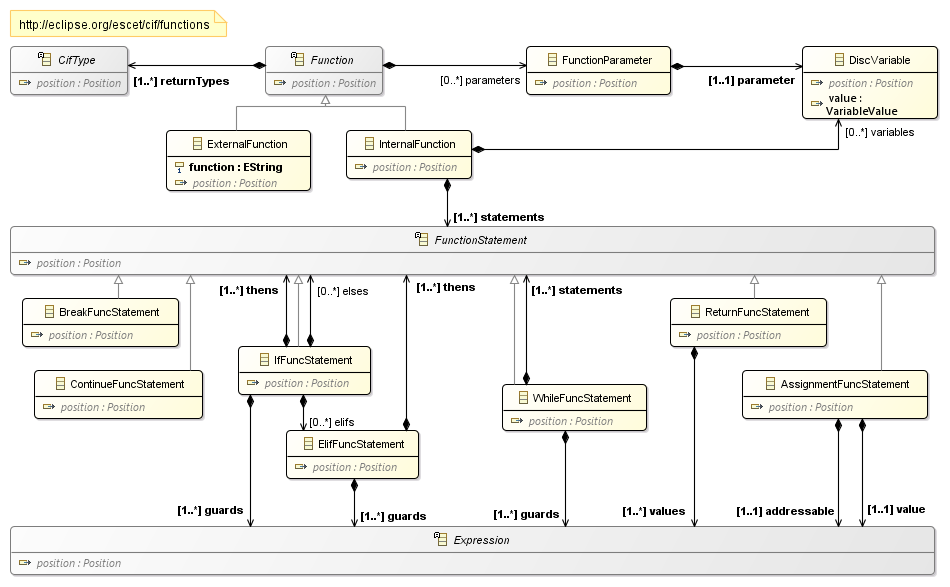 http://eclipse.org/escet/cif/functions
CifType
position : Position
[1..*] returnTypes
Function
position : Position
[0..*] parameters
FunctionParameter
position : Position
[1..1] parameter
DiscVariable
position : Position
value :
VariableValue
[0..*] variables
ExternalFunction
function : EString
position : Position
InternalFunction
position : Position
[1..*] statements
FunctionStatement
position : Position
[1..*] thens
[0..*] elses
[1..*] thens
[1..*] statements
BreakFuncStatement
position : Position
ReturnFuncStatement
position : Position
IfFuncStatement
position : Position
ContinueFuncStatement
position : Position
WhileFuncStatement
position : Position
AssignmentFuncStatement
position : Position
[0..*] elifs
ElifFuncStatement
position : Position
[1..*] guards
[1..*] guards
[1..*] guards
[1..*] values
[1..1] addressable
[1..1] value
Expression
position : Position